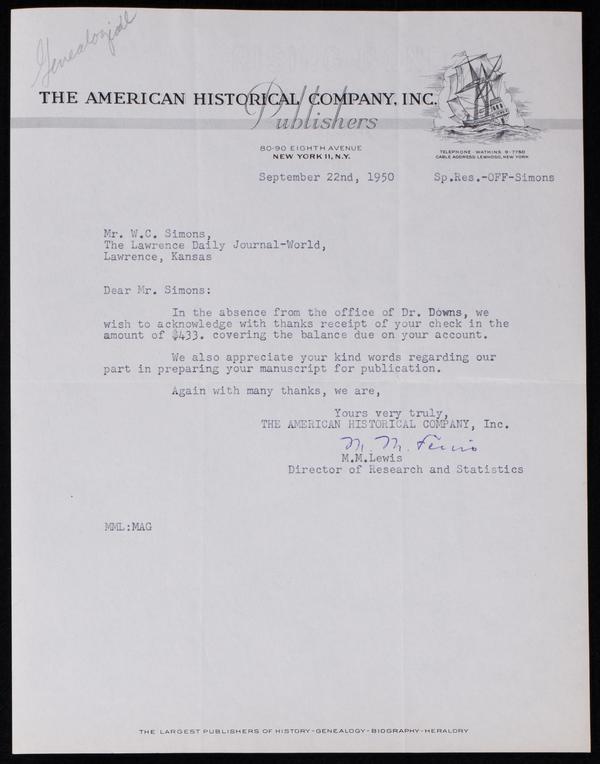 Genealogical
THE AMERICAN HISTORICAL COMPANY, INC.
Publishers
80-90 EIGHTH AVENUE
NEW YORK 11, N.Y.
TELEPHONE - WATKINS 9-7750
CABLE ADDRESS: LEWHOSO, NEW YORK
September 22nd, 1950 Sp.Res.-OFF-Simons
Mr. W.C. Simons,
The Lawrence Daily Journal-World,
Lawrence, Kansas
Dear Mr. Simons:
In the absence from the office of Dr. Downs, we
wish to acknowledge with thanks receipt of your check in the
amount of $433. covering the balance due on your account.
We also appreciate your kind words regarding our
part in preparing your manuscript for publication.
Again with many thanks, we are,
Yours very truly,
THE AMERICAN HISTORICAL COMPANY, Inc.
M. M. Lewis
M.M.Lewis
Director of Research and Statistics
MML:MAG
THE LARGEST PUBLISHERS OF HISTORY-GENEALOGY-BIOGRAPHY-HERALDRY